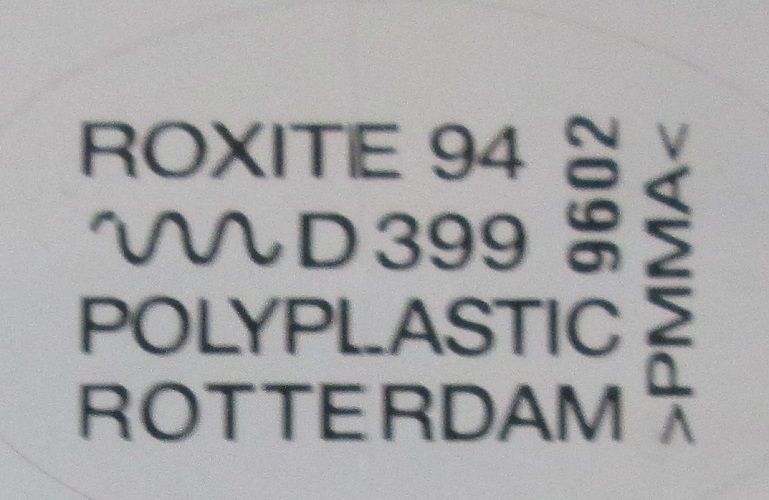 ROXITE 94
D 399
POLYPLASTIC
ROTTERDAM
9602
>PMMA<